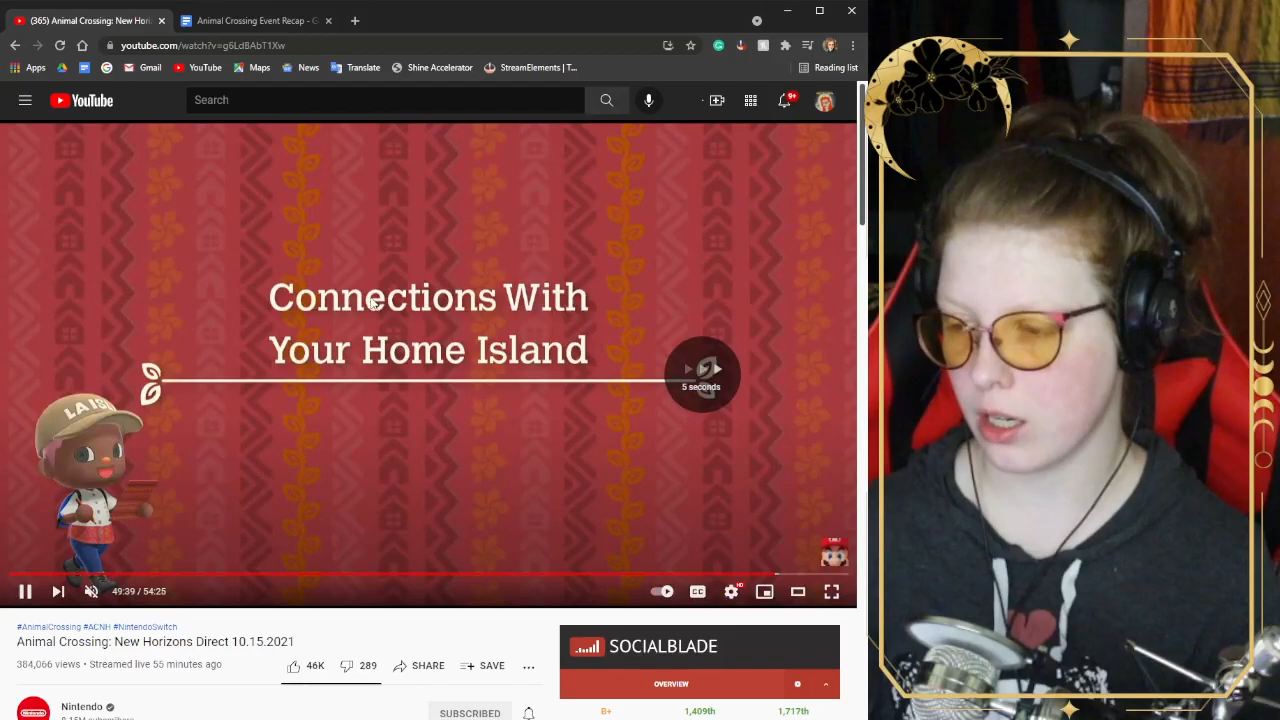 (365) Animal Crossing: New Hori
Animal Crossing Event Recap - G
youtube.com/watch?v=g6LdBAbT1Xw
Apps
Gmail
YouTube
Maps
News
Translate
Shine Accelerator
StreamElements | T...
Reading list
YouTube
Search
9+
Connections With
Your Home Island
5 seconds
49:39 / 54:25
CC
HD
#AnimalCrossing #ACNH #NintendoSwitch
Animal Crossing: New Horizons Direct 10.15.2021
384,066 views • Streamed live 55 minutes ago
46K
289
SHARE
SAVE
SOCIALBLADE
OVERVIEW
B+
1,409th
1,717th
Nintendo
SUBSCRIBED